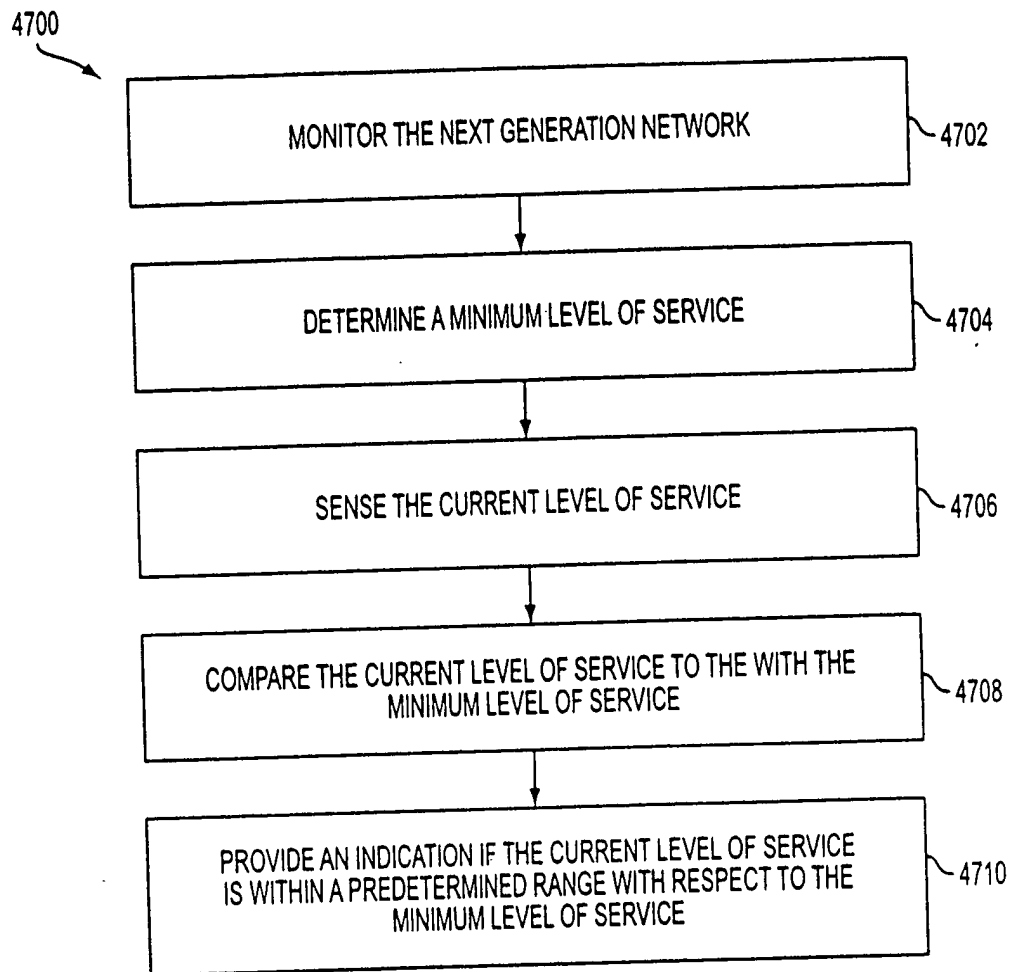 4700
MONITOR THE NEXT GENERATION NETWORK
4702
DETERMINE A MINIMUM LEVEL OF SERVICE
4704
SENSE THE CURRENT LEVEL OF SERVICE
4706
COMPARE THE CURRENT LEVEL OF SERVICE TO THE WITH THE
MINIMUM LEVEL OF SERVICE
4708
PROVIDE AN INDICATION IF THE CURRENT LEVEL OF SERVICE
IS WITHIN A PREDETERMINED RANGE WITH RESPECT TO THE
MINIMUM LEVEL OF SERVICE
4710